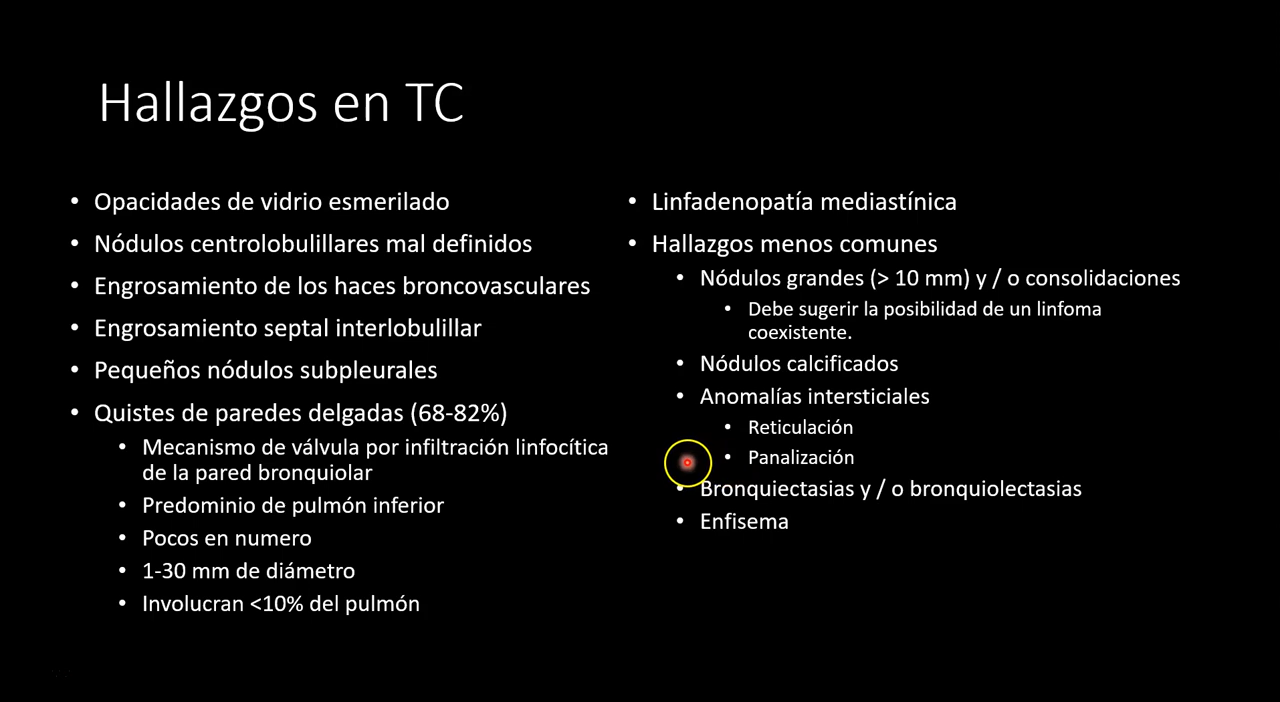 Hallazgos en TC
• Opacidades de vidrio esmerilado
• Nódulos centrolobulillares mal definidos
• Engrosamiento de los haces broncovasculares
• Engrosamiento septal interlobulillar
• Pequeños nódulos subpleurales
• Quistes de paredes delgadas (68-82%)
• Mecanismo de válvula por infiltración linfocítica
de la pared bronquiolar
• Predominio de pulmón inferior
• Pocos en numero
• 1-30 mm de diámetro
• Involucran <10% del pulmón
• Linfadenopatía mediastínica
• Hallazgos menos comunes
• Nódulos grandes (> 10 mm) y / o consolidaciones
• Debe sugerir la posibilidad de un linfoma
coexistente.
• Nódulos calcificados
• Anomalías intersticiales
• Reticulación
• Panalización
• Bronquiectasias y / o bronquiolectasias
• Enfisema